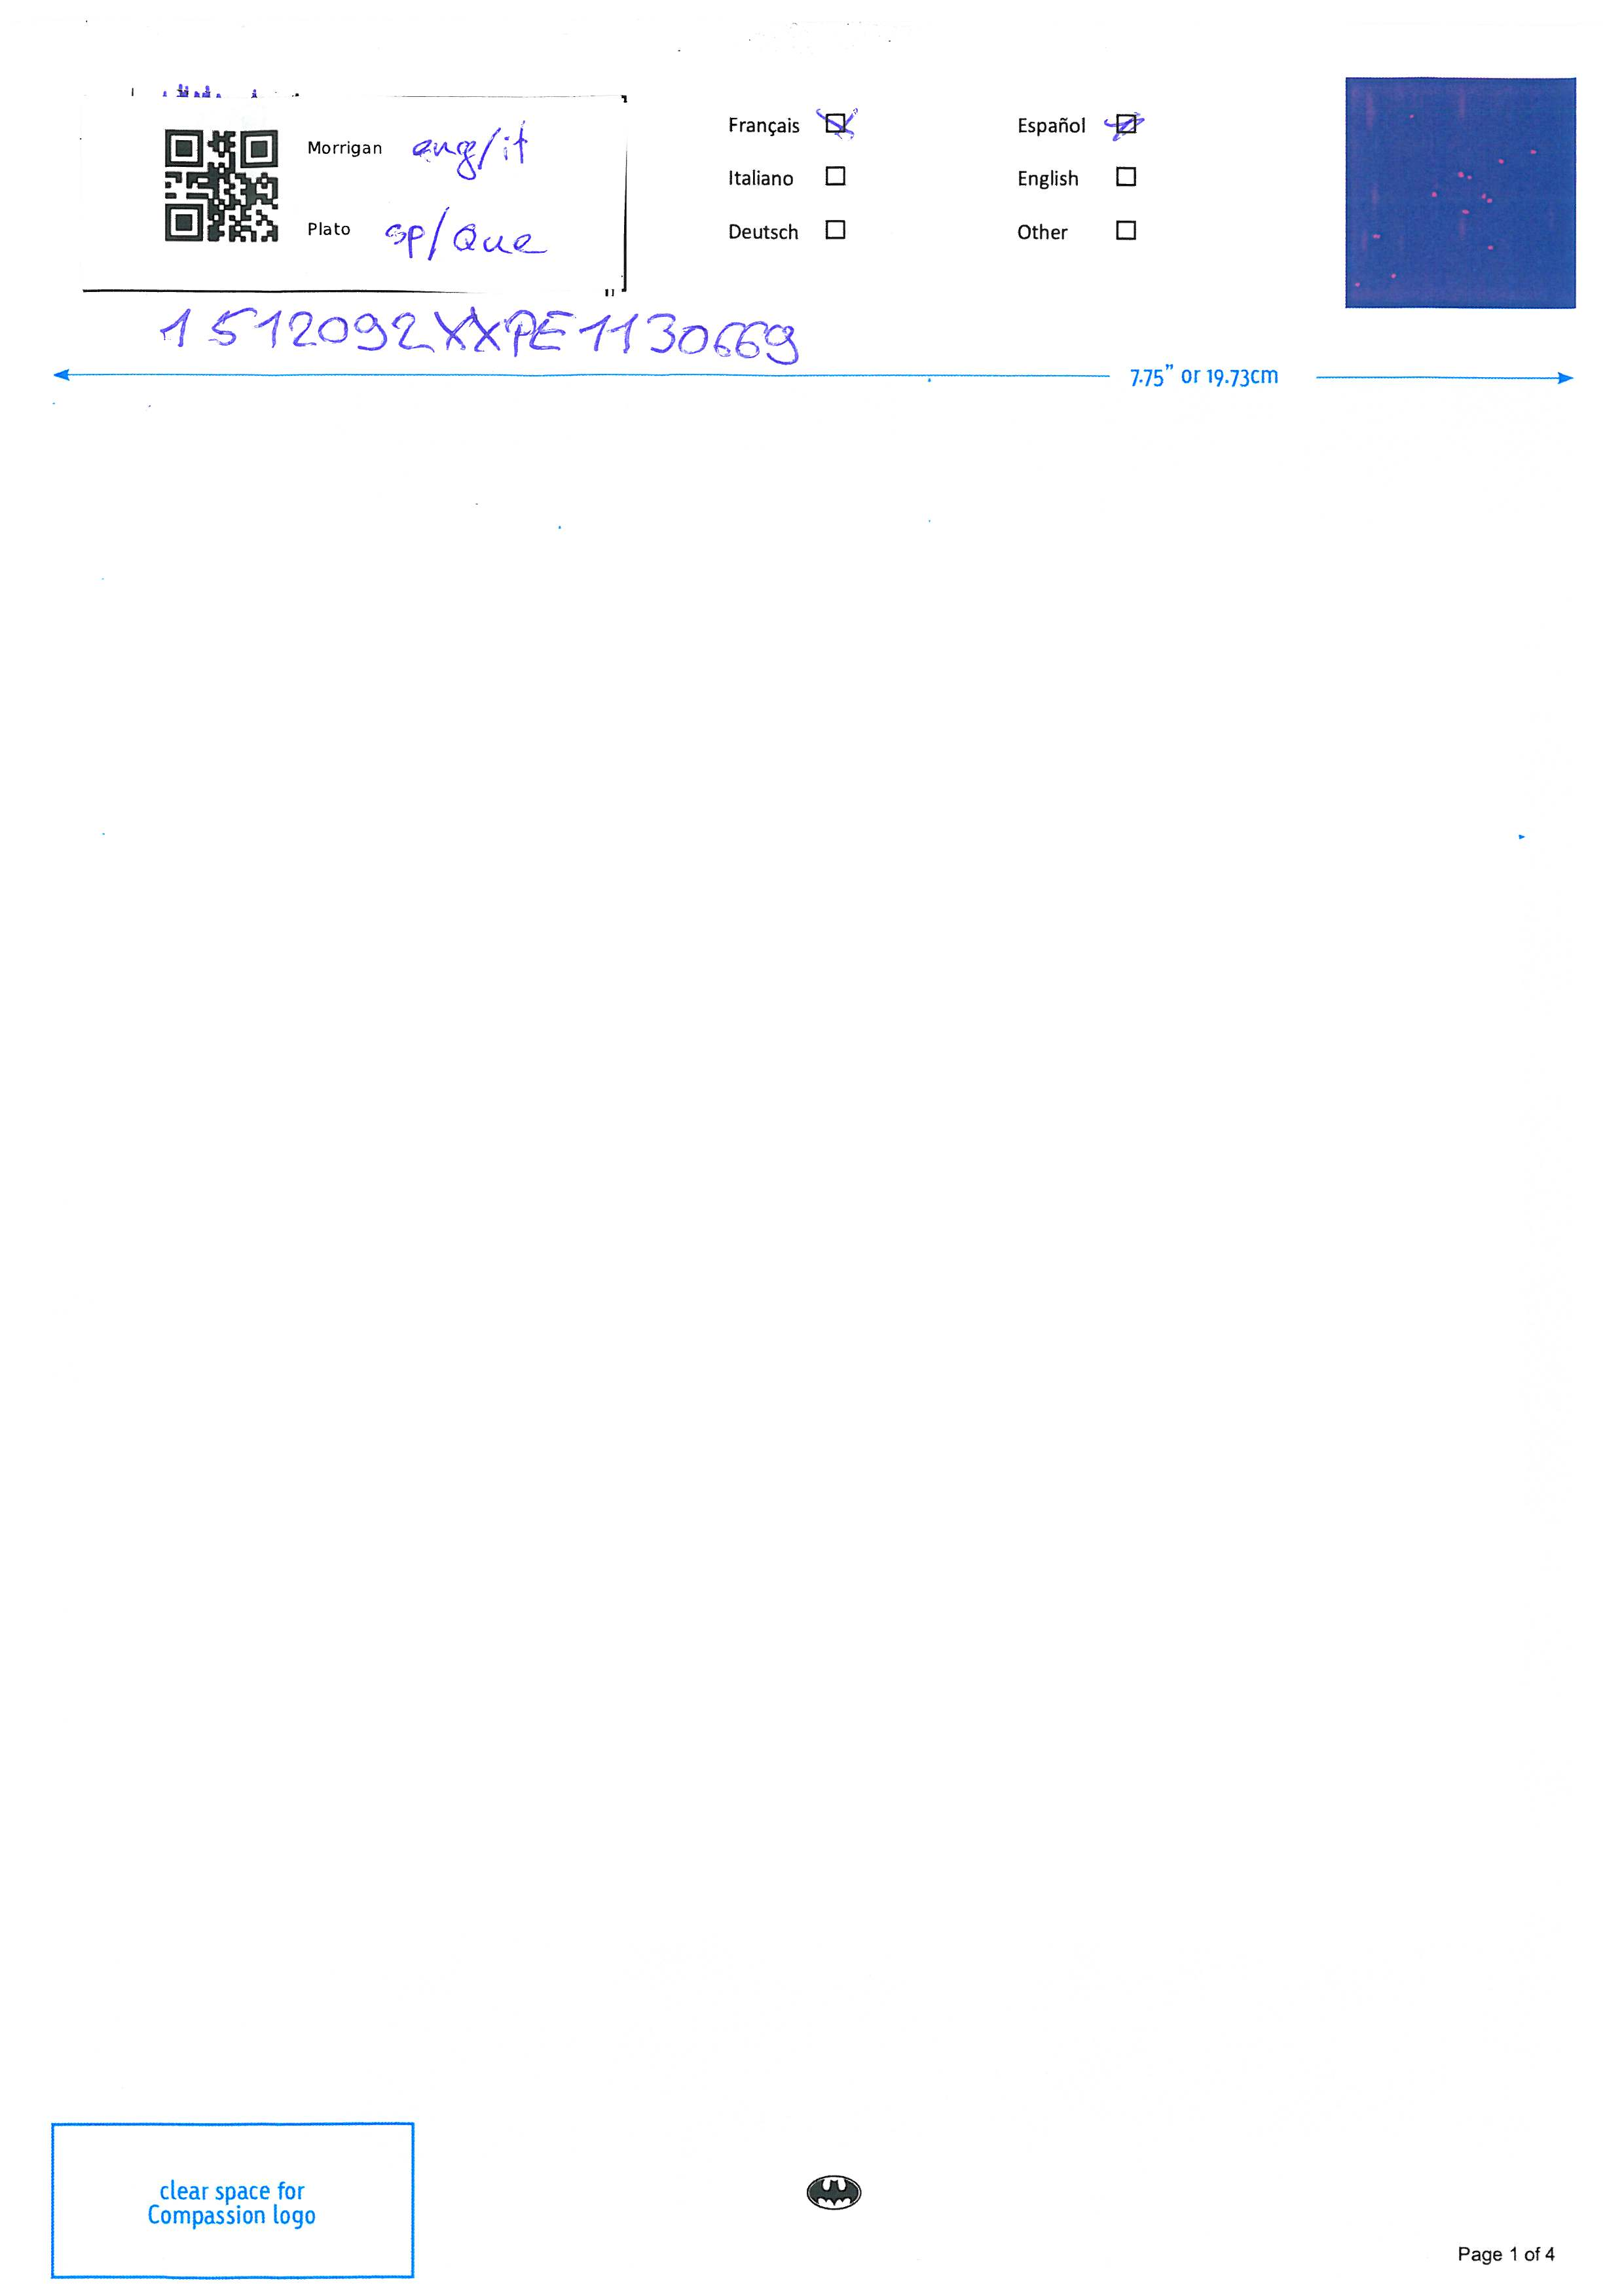 Morrigan eng/it
Plato sp/Que
Français
Italiano
Deutsch
Español
English
Other
1512092XXPE1130669
7.75” or 19.73cm
clear space for
Compassion logo
Page 1 of 4